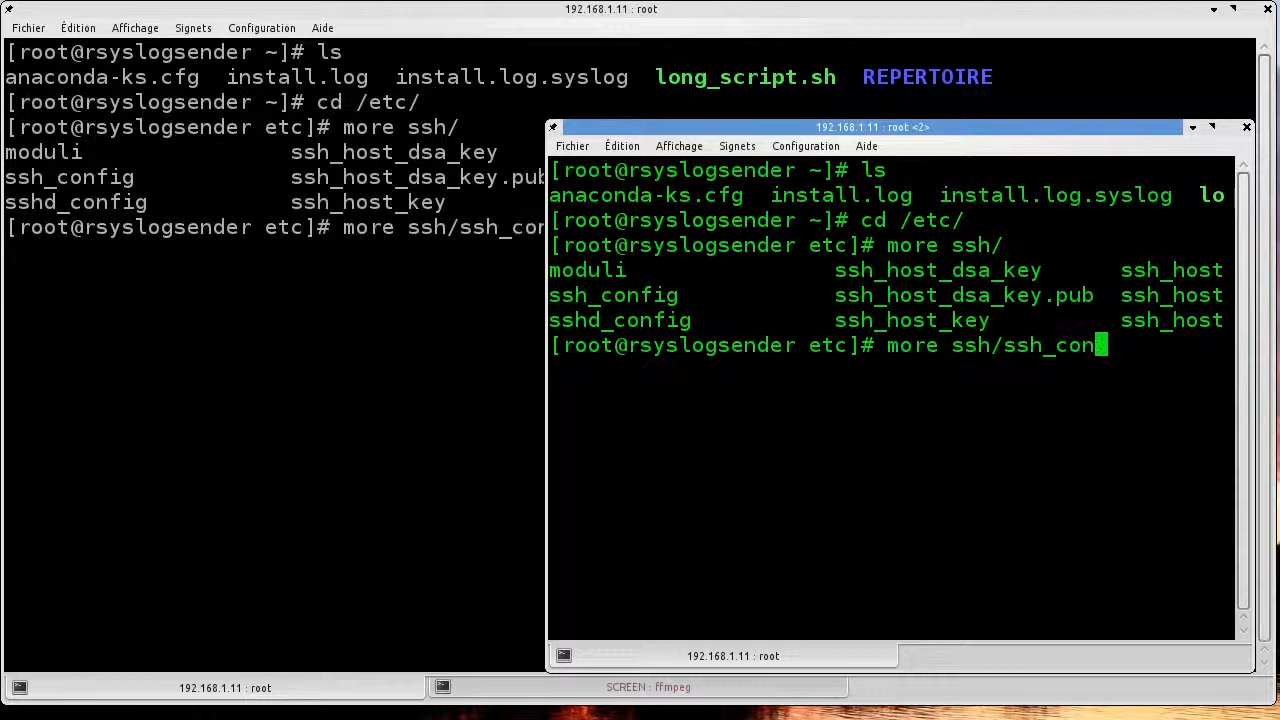 192.168.1.11 : root
Fichier Édition Affichage Signets Configuration Aide
[root@rsyslogsender ~]# ls
anaconda-ks.cfg install.log install.log.syslog long_script.sh REPERTOIRE
[root@rsyslogsender ~]# cd /etc/
[root@rsyslogsender etc]# more ssh/
moduli ssh_host_dsa_key
ssh_config ssh_host_dsa_key.pub
sshd_config ssh_host_key
[root@rsyslogsender etc]# more ssh/ssh_con
192.168.1.11 : root <2>
Fichier Édition Affichage Signets Configuration Aide
[root@rsyslogsender ~]# ls
anaconda-ks.cfg install.log install.log.syslog lo
[root@rsyslogsender ~]# cd /etc/
[root@rsyslogsender etc]# more ssh/
moduli ssh_host_dsa_key ssh_host
ssh_config ssh_host_dsa_key.pub ssh_host
sshd_config ssh_host_key ssh_host
[root@rsyslogsender etc]# more ssh/ssh_con
192.168.1.11 : root
192.168.1.11 : root
SCREEN : ffmpeg